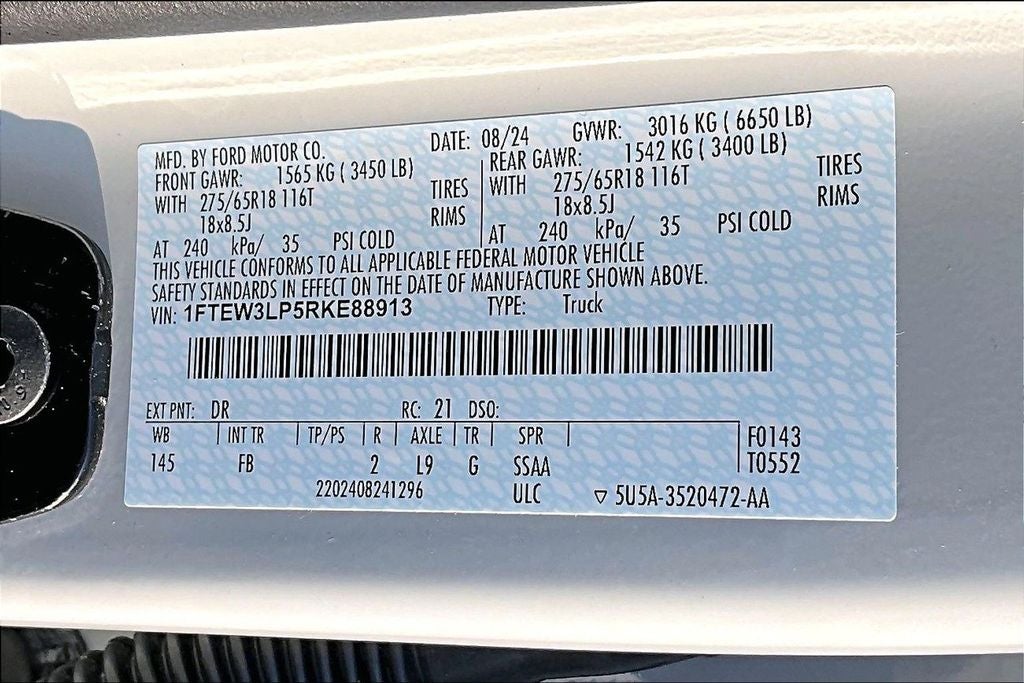 MFD. BY FORD MOTOR CO. DATE: 08/24 GVWR: 3016 KG ( 6650 LB)
FRONT GAWR: 1565 KG ( 3450 LB) REAR GAWR: 1542 KG ( 3400 LB)
WITH 275/65R18 116T TIRES WITH 275/65R18 116T TIRES
18x8.5J RIMS 18x8.5J RIMS
AT 240 kPa/ 35 PSI COLD AT 240 kPa/ 35 PSI COLD
THIS VEHICLE CONFORMS TO ALL APPLICABLE FEDERAL MOTOR VEHICLE
SAFETY STANDARDS IN EFFECT ON THE DATE OF MANUFACTURE SHOWN ABOVE.
VIN: 1FTEW3LP5RKE88913 TYPE: Truck
EXT PNT: DR RC: 21 DSO:
WB INT TR TP/PS R AXLE TR SPR F0143
145 FB 2 L9 G SSAA T0552
2202408241296 ULC ▽ 5U5A-3520472-AA